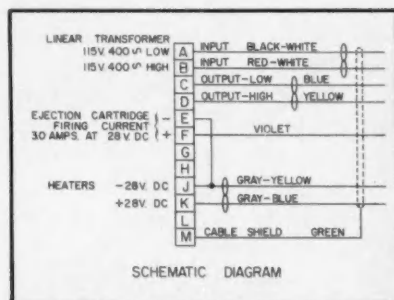 LINEAR TRANSFORMER
115V. 400 ∿ LOW A INPUT BLACK-WHITE
115V. 400 ∿ HIGH B INPUT RED-WHITE
C OUTPUT-LOW BLUE
D OUTPUT-HIGH YELLOW
EJECTION CARTRIDGE - E
FIRING CURRENT
3.0 AMPS. AT 28 V. DC + F VIOLET
G
H
HEATERS -28V. DC J GRAY-YELLOW
+28V. DC K GRAY-BLUE
L
M CABLE SHIELD GREEN
SCHEMATIC DIAGRAM